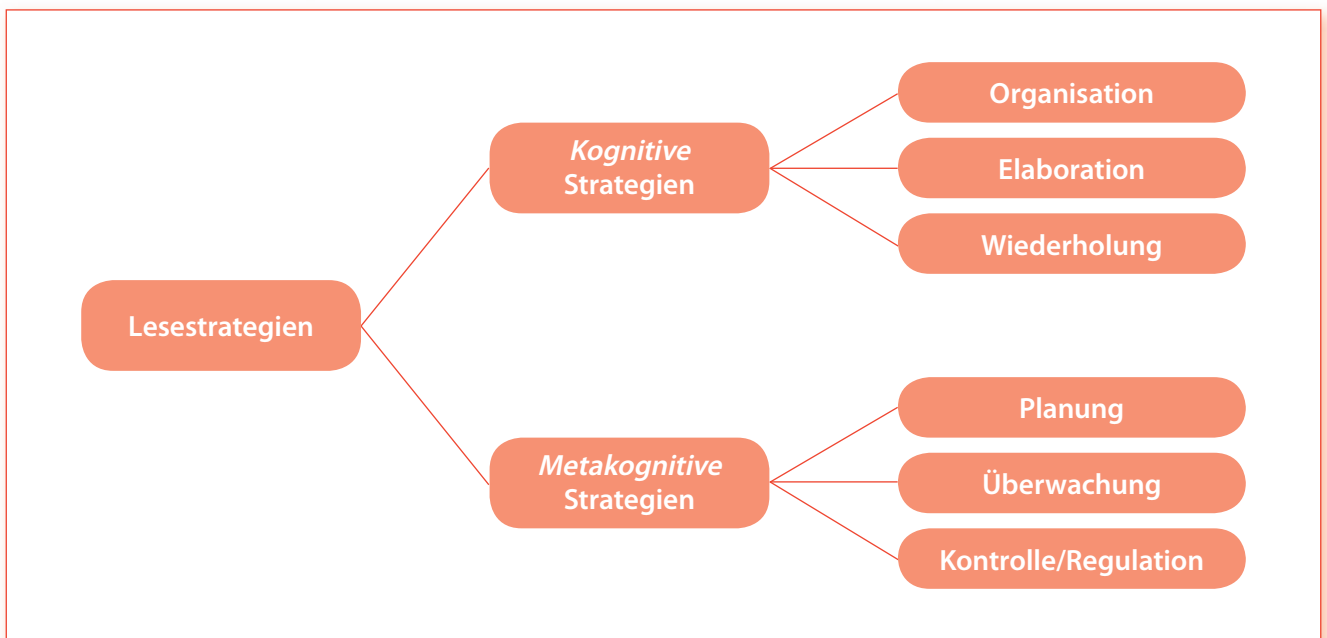 Lesestrategien
Kognitive
Strategien
Organisation
Elaboration
Wiederholung
Metakognitive
Strategien
Planung
Überwachung
Kontrolle/Regulation